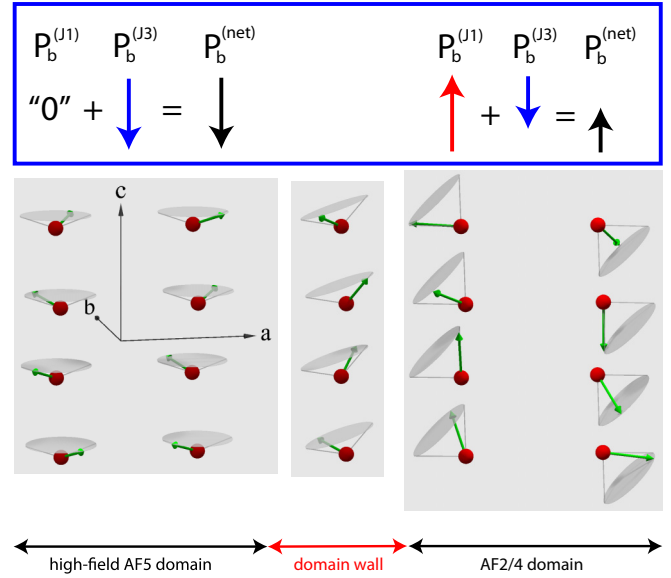 P_b^(J1) P_b^(J3) P_b^(net) P_b^(J1) P_b^(J3) P_b^(net)
“0” + = + =
c
b
a
high-field AF5 domain domain wall AF2/4 domain